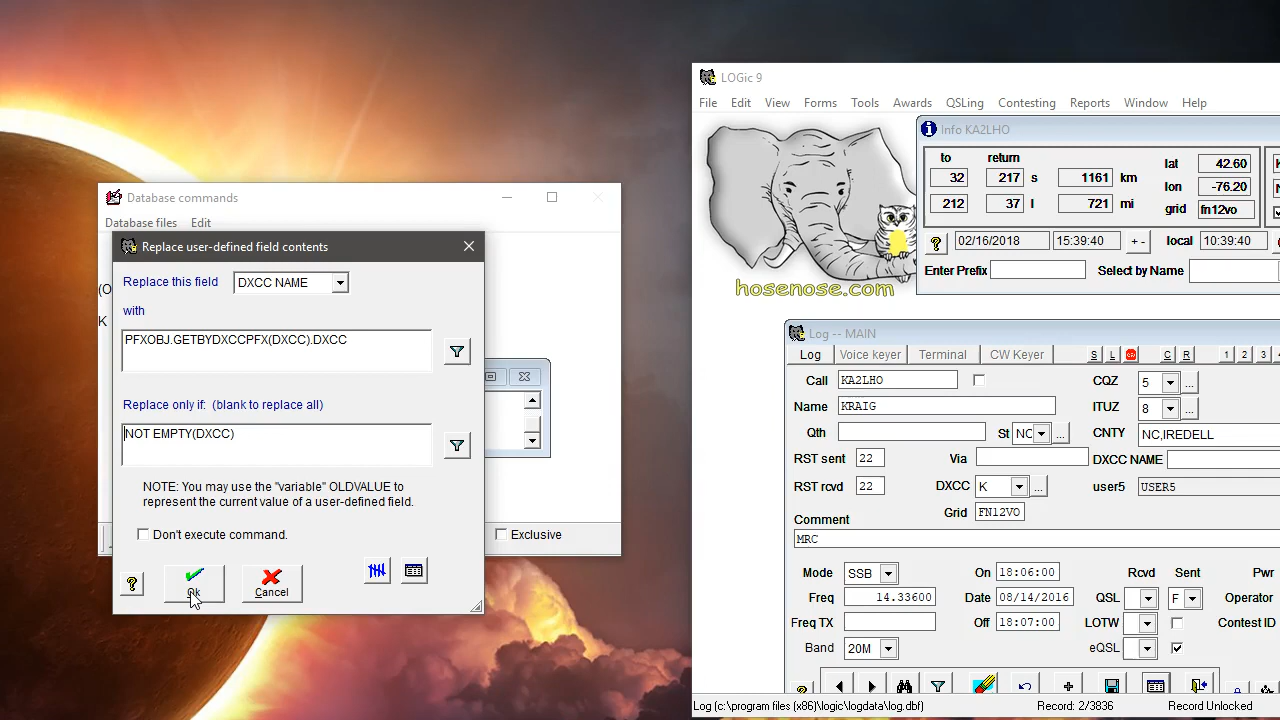 Database commands
Database files Edit
Replace user-defined field contents
Replace this field DXCC NAME
with
PFXOBJ.GETBYDXCCPFX(DXCC).DXCC
Replace only if: (blank to replace all)
NOT EMPTY(DXCC)
NOTE: You may use the "variable" OLDVALUE to
represent the current value of a user-defined field.
Don't execute command.
Ok Cancel
Exclusive
(O
K
LOGic 9
File Edit View Forms Tools Awards QSLing Contesting Reports Window Help
hosenose.com
Info KA2LHO
to return lat 42.60
32 217 s 1161 km
lon -76.20
212 37 l 721 mi
grid fn12vo
02/16/2018 15:39:40 + - local 10:39:40
Enter Prefix Select by Name
Log -- MAIN
Log Voice keyer Terminal CW Keyer S L C R 1 2 3
Call KA2LHO CQZ 5 ...
Name KRAIG ITUZ 8 ...
Qth St NC ... CNTY NC,IREDELL
RST sent 22 Via DXCC NAME
RST rcvd 22 DXCC K ... user5 USER5
Grid FN12VO
Comment
MRC
Mode SSB On 18:06:00 Rcvd Sent Pwr
Freq 14.33600 Date 08/14/2016 QSL F Operator
Freq TX Off 18:07:00 LOTW Contest ID
Band 20M eQSL
Log (c:\program files (x86)\logic\logdata\log.dbf) Record: 2/3836 Record Unlocked